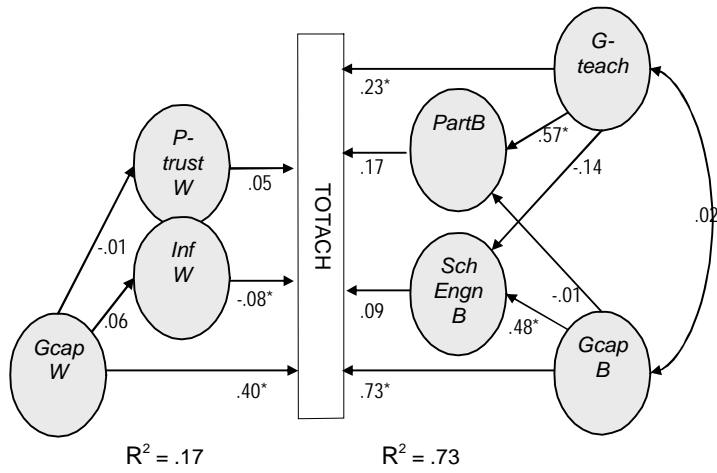 G-
teach
.23*
PartB
.57*
P-
trust
W
.05
.17
-.14
TOTACH
.02
-.01
Inf
W
Sch
Engn
B
-.08*
.09
-.01
.06
.48*
Gcap
W
Gcap
B
.40*
.73*
R² = .17
R² = .73